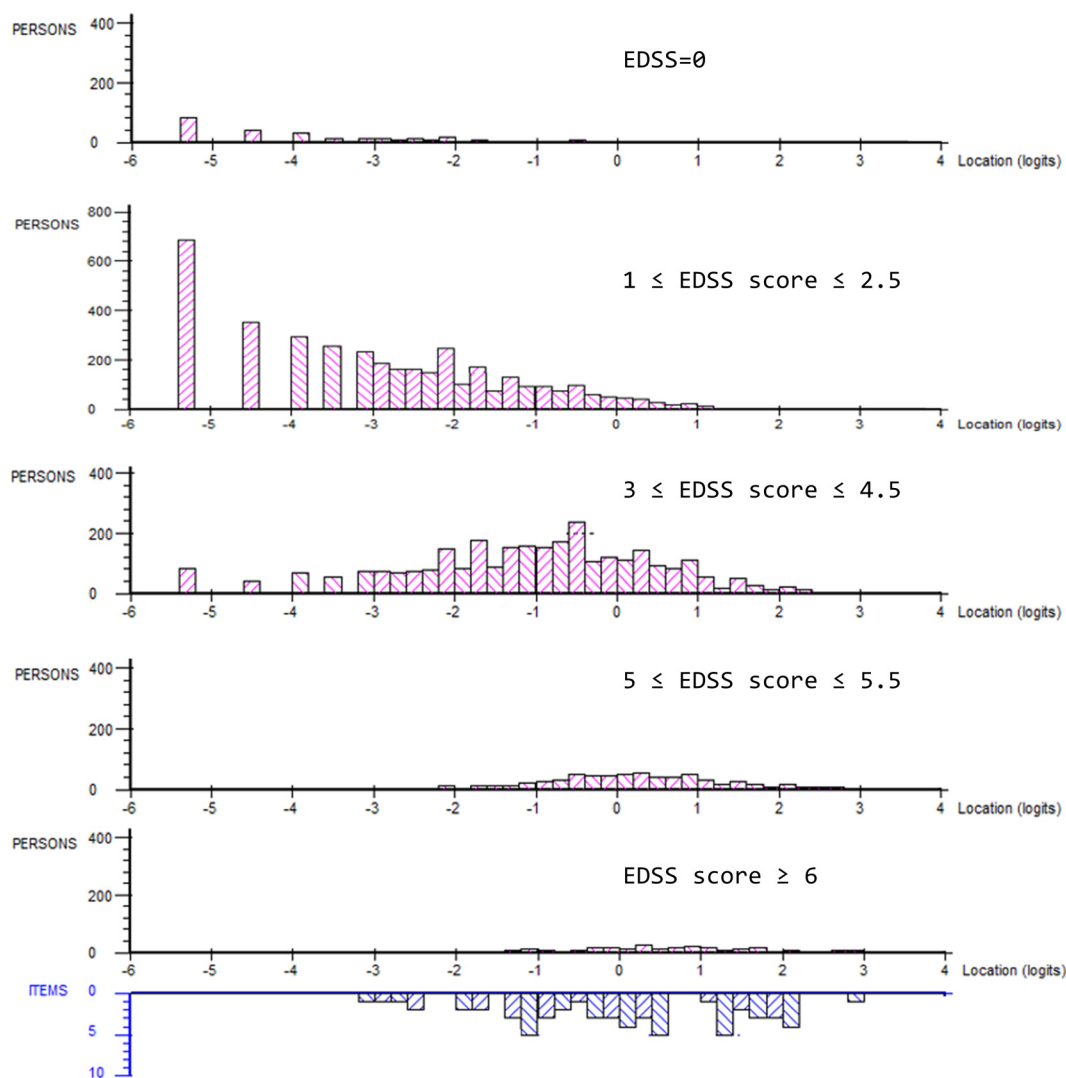 PERSONS 400
EDSS=0
200
0
-6 -5 -4 -3 -2 -1 0 1 2 3 4 Location (logits)
800
PERSONS
600
1 ≤ EDSS score ≤ 2.5
400
200
0
-6 -5 -4 -3 -2 -1 0 1 2 3 4 Location (logits)
PERSONS 400
3 ≤ EDSS score ≤ 4.5
200
0
-6 -5 -4 -3 -2 -1 0 1 2 3 4 Location (logits)
PERSONS 400
5 ≤ EDSS score ≤ 5.5
200
0
-6 -5 -4 -3 -2 -1 0 1 2 3 4 Location (logits)
PERSONS 400
EDSS score ≥ 6
200
0
-6 -5 -4 -3 -2 -1 0 1 2 3 4 Location (logits)
ITEMS 0
5
10